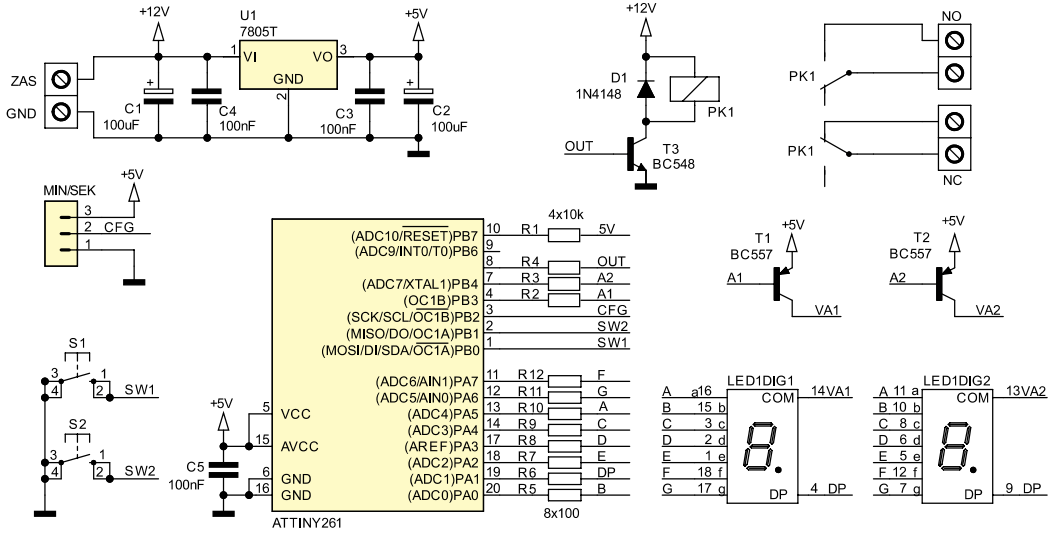 +12V
U1
7805T
+5V
1 VI VO 3
GND
2
ZAS
GND
C1
100uF
C4
100nF
C3
100nF
C2
100uF
+
+
+12V
D1
1N4148
PK1
OUT
T3
BC548
NO
PK1
PK1
NC
MIN/SEK
+5V
3
2 CFG
1
4x10k
(ADC10/RESET)PB7 10 R1 5V
(ADC9/INT0/T0)PB6 9
8 R4 OUT
(ADC7/XTAL1)PB4 7 R3 A2
(OC1B)PB3 4 R2 A1
(SCK/SCL/OC1B)PB2 3 CFG
(MISO/DO/OC1A)PB1 2 SW2
(MOSI/DI/SDA/OC1A)PB0 1 SW1
(ADC6/AIN1)PA7 11 R12 F
(ADC5/AIN0)PA6 12 R11 G
(ADC4)PA5 13 R10 A
(ADC3)PA4 14 R9 C
(AREF)PA3 17 R8 D
(ADC2)PA2 18 R7 E
(ADC1)PA1 19 R6 DP
(ADC0)PA0 20 R5 B
8x100
+5V
5 VCC
15 AVCC
6 GND
16 GND
C5
100nF
ATTINY261
S1
3 1
4 2 SW1
S2
3 1
4 2 SW2
T1
BC557
+5V
A1
VA1
T2
BC557
+5V
A2
VA2
LED1DIG1
A a16 COM 14 VA1
B 15 b
C 3 c
D 2 d
E 1 e
F 18 f
G 17 g DP 4 DP
LED1DIG2
A 11 a COM 13 VA2
B 10 b
C 8 c
D 6 d
E 5 e
F 12 f
G 7 g DP 9 DP